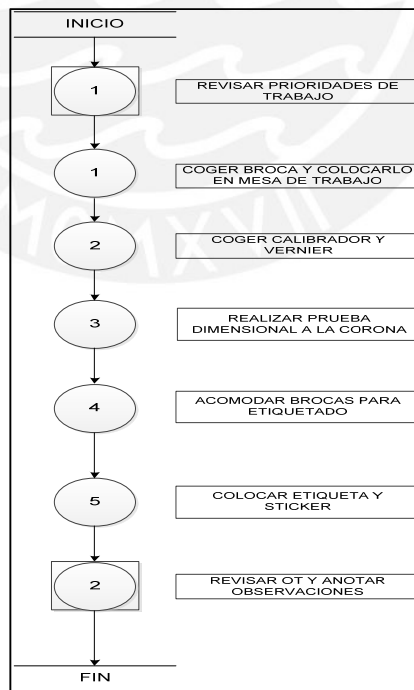 INICIO
1
REVISAR PRIORIDADES DE
TRABAJO
1
COGER BROCA Y COLOCARLO
EN MESA DE TRABAJO
MCMXVII
2
COGER CALIBRADOR Y
VERNIER
3
REALIZAR PRUEBA
DIMENSIONAL A LA CORONA
4
ACOMODAR BROCAS PARA
ETIQUETADO
5
COLOCAR ETIQUETA Y
STICKER
2
REVISAR OT Y ANOTAR
OBSERVACIONES
FIN